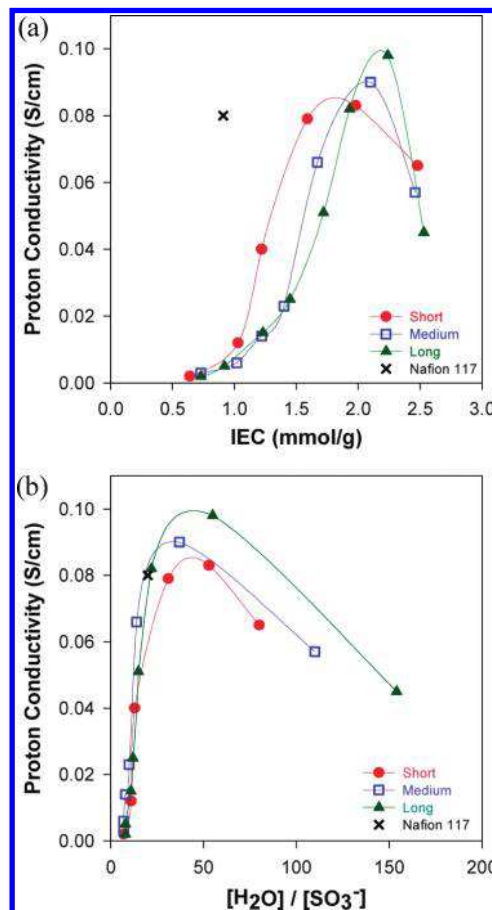 (a)
Proton Conductivity (S/cm)
0.10
0.08
0.06
0.04
0.02
0.00
Short
Medium
Long
Nafion 117
0.0 0.5 1.0 1.5 2.0 2.5 3.0
IEC (mmol/g)
(b)
Proton Conductivity (S/cm)
0.10
0.08
0.06
0.04
0.02
0.00
Short
Medium
Long
Nafion 117
0 50 100 150 200
[H₂O] / [SO₃⁻]